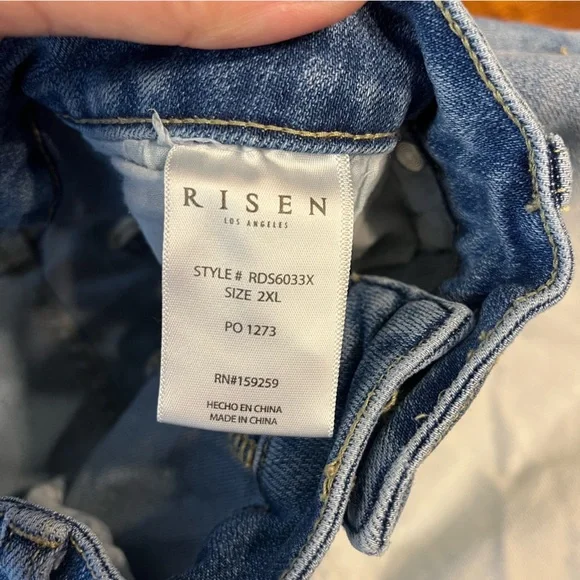 RISEN
LOS ANGELES
STYLE# RDS6033X
SIZE 2XL
PO 1273
RN#159259
HECHO EN CHINA
MADE IN CHINA